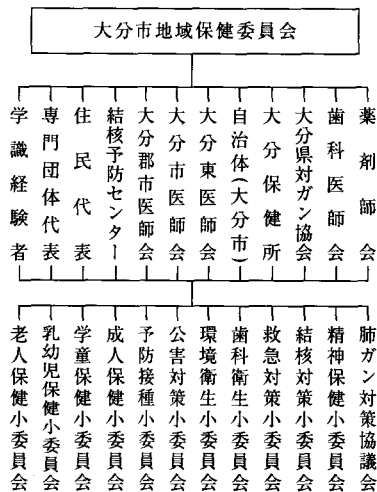 大分市地域保健委員会
学識経験者
専門団体代表
住民代表
結核予防センター
大分郡市医師会
大分市医師会
大分東医師会
自治体(大分市)
大分保健所
大分県対ガン協会
歯科医師会
薬剤師会
老人保健小委員会
乳幼児保健小委員会
学童保健小委員会
成人保健小委員会
予防接種小委員会
公害対策小委員会
環境衛生小委員会
歯科衛生小委員会
救急対策小委員会
結核対策小委員会
精神保健小委員会
肺ガン対策協議会